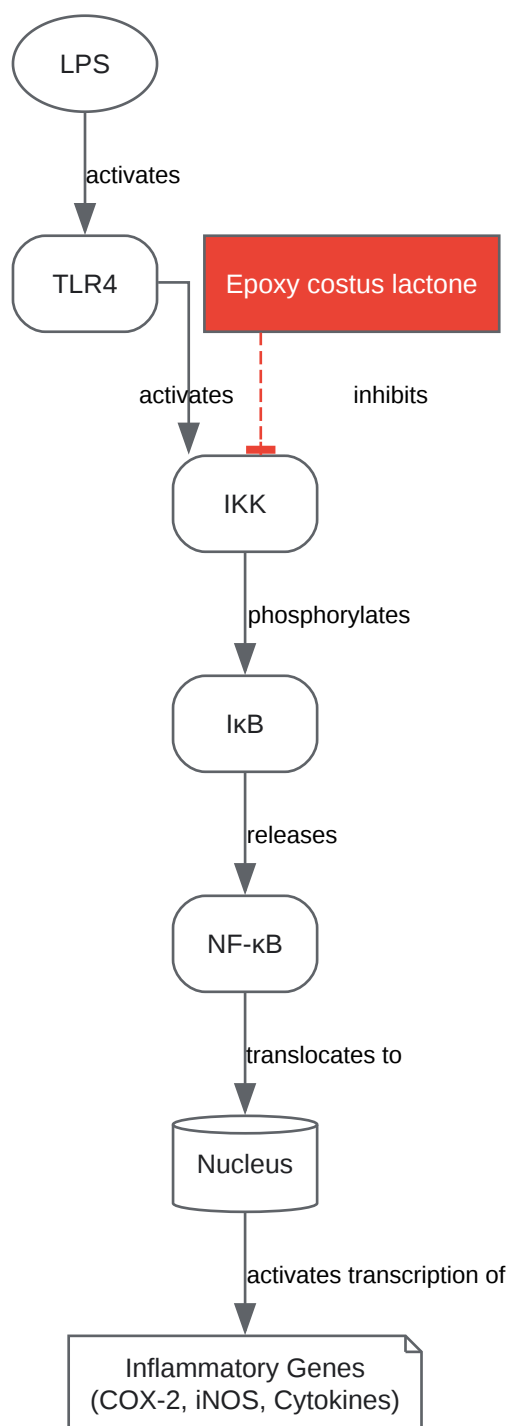 LPS
activates
TLR4
Epoxy costus lactone
activates
inhibits
IKK
phosphorylates
IκB
releases
NF-κB
translocates to
Nucleus
activates transcription of
Inflammatory Genes
(COX-2, iNOS, Cytokines)